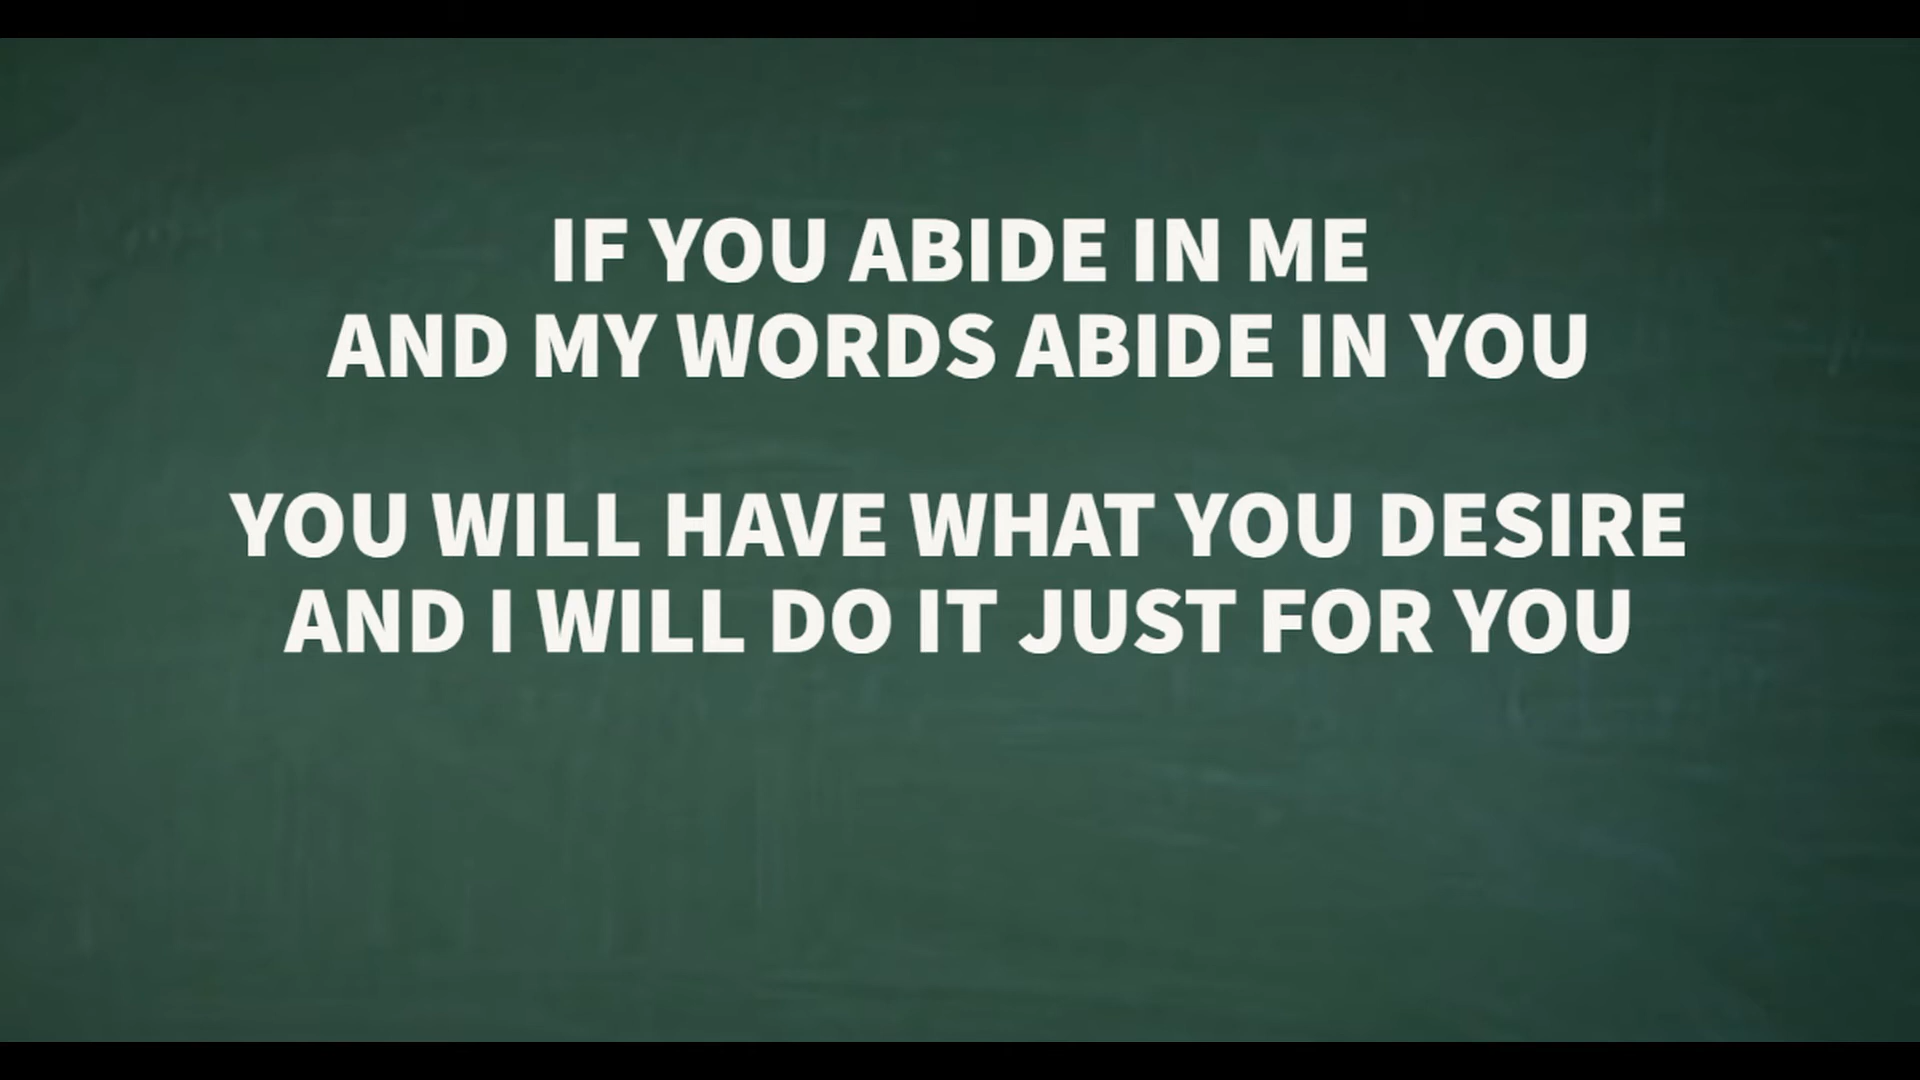 IF YOU ABIDE IN ME
AND MY WORDS ABIDE IN YOU
YOU WILL HAVE WHAT YOU DESIRE
AND I WILL DO IT JUST FOR YOU